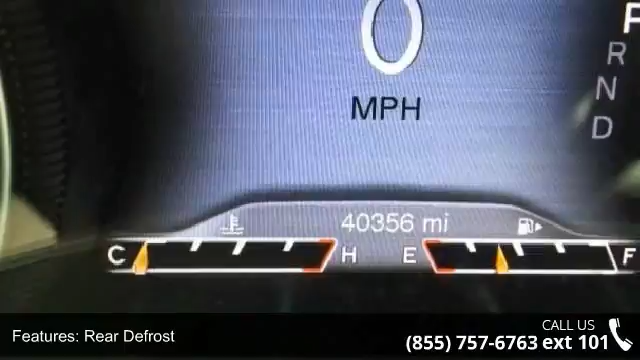 0
MPH
P
R
N
D
40356 mi
C H E F
Features: Rear Defrost
CALL US
(855) 757-6763 ext 101